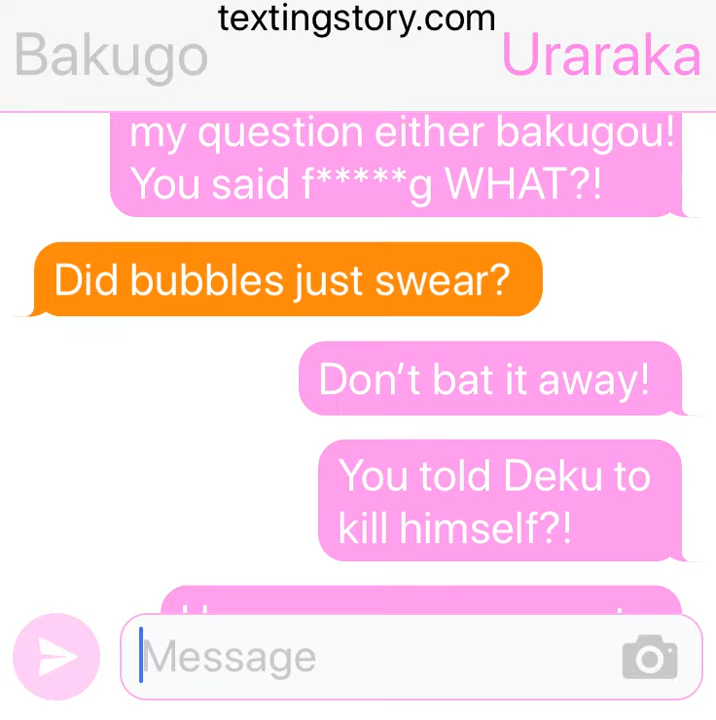 textingstory.com
Bakugo Uraraka
my question either bakugou!
You said f*****g WHAT?!
Did bubbles just swear?
Don't bat it away!
You told Deku to
kill himself?!
Message